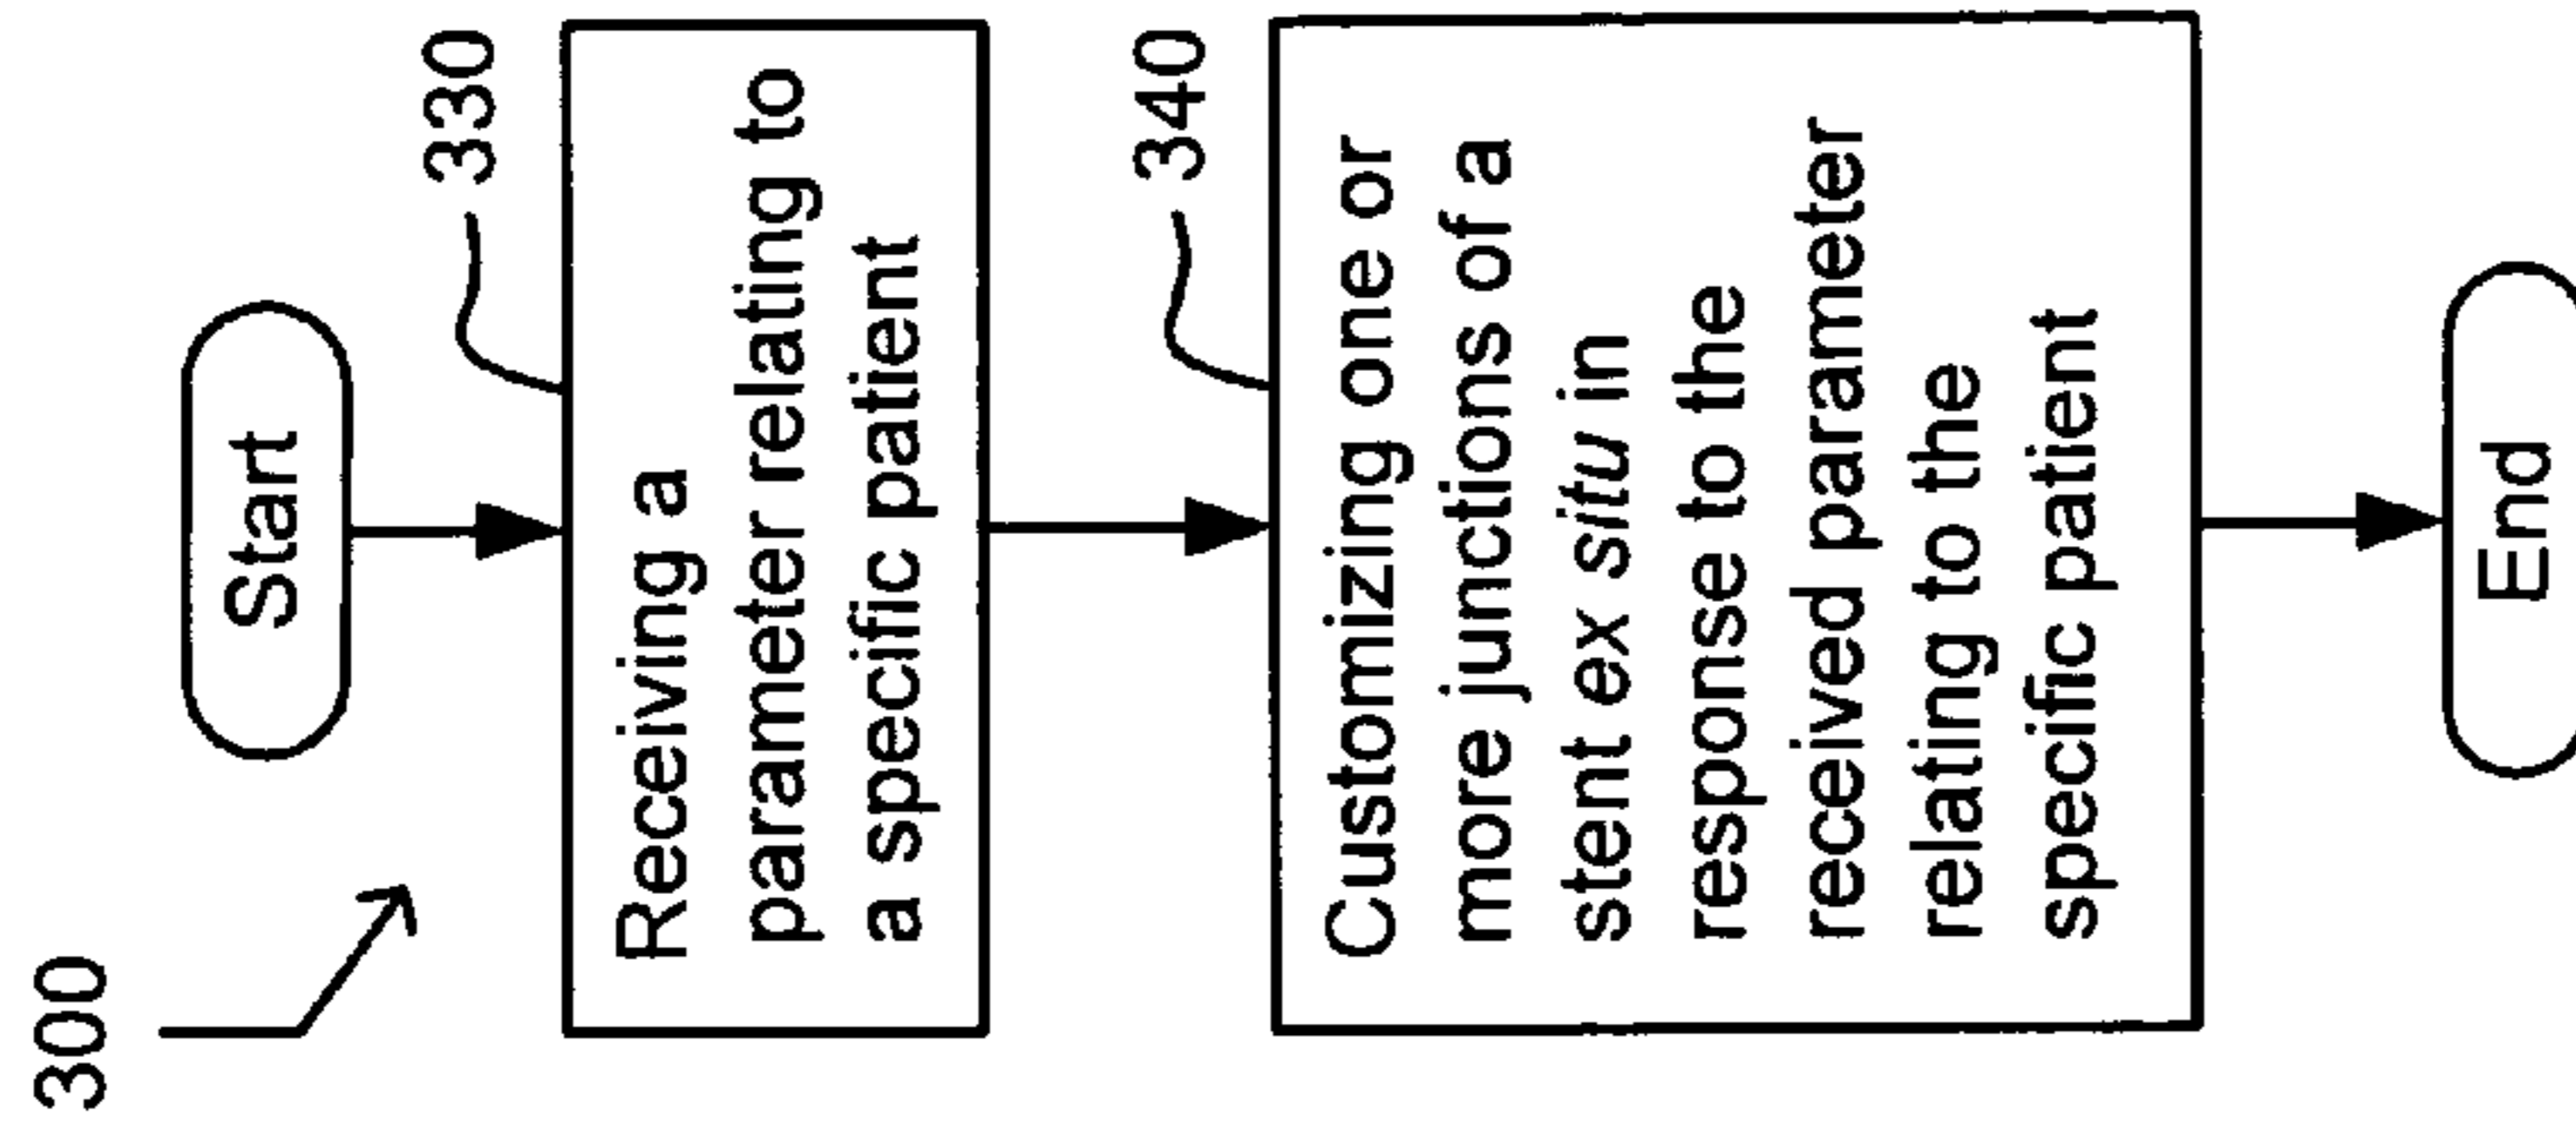 300
Start
330
Receiving a
parameter relating to
a specific patient
340
Customizing one or
more junctions of a
stent ex situ in
response to the
received parameter
relating to the
specific patient
End